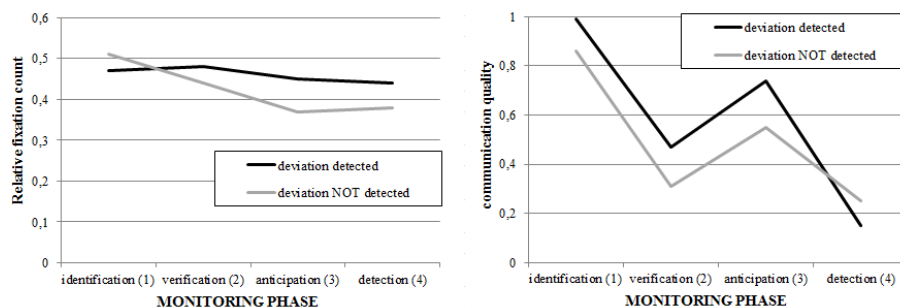 0,6
0,5
0,4
0,3
0,2
0,1
0
Relative fixation count
deviation detected
deviation NOT detected
identification (1) verification (2) anticipation (3) detection (4)
MONITORING PHASE
1
0,8
0,6
0,4
0,2
0
communication quality
deviation detected
deviation NOT detected
identification (1) verification (2) anticipation (3) detection (4)
MONITORING PHASE